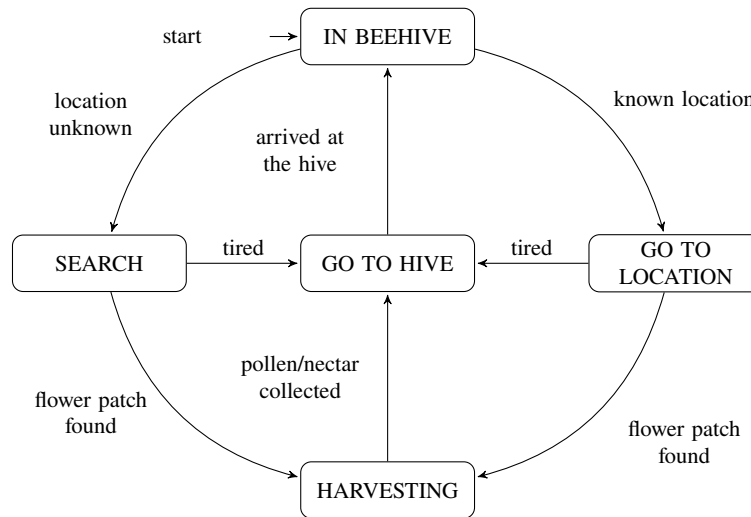 start
IN BEEHIVE
location
unknown
known location
arrived at
the hive
SEARCH
tired
GO TO HIVE
tired
GO TO
LOCATION
pollen/nectar
collected
flower patch
found
flower patch
found
HARVESTING